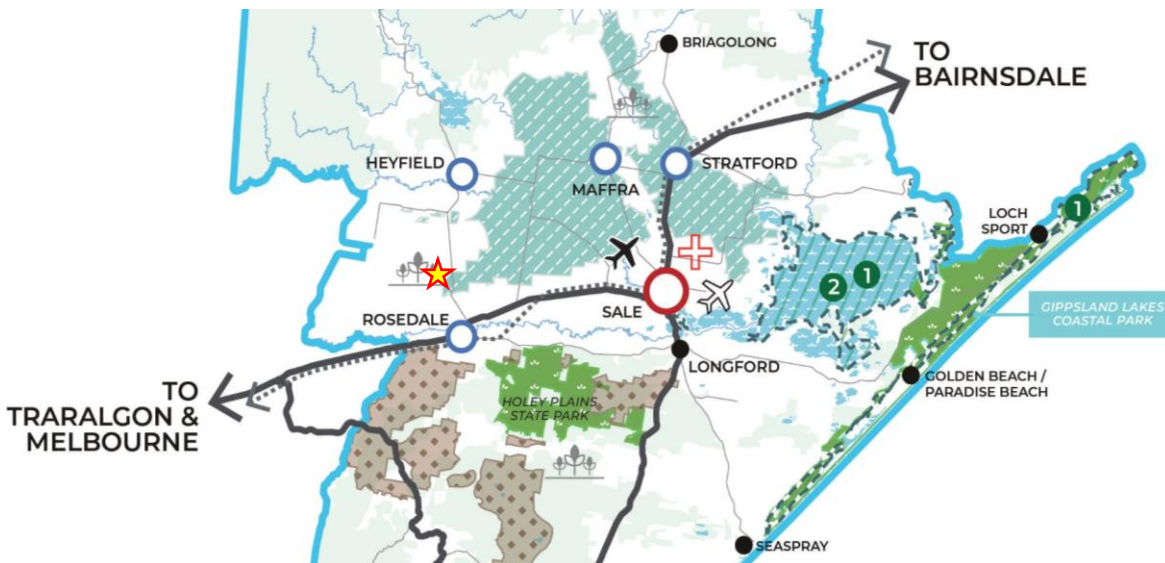 BRIAGOLONG
TO
BAIRNSDALE
HEYFIELD
MAFFRA
STRATFORD
LOCH
SPORT
1
2
1
GIPPSLAND LAKES
COASTAL PARK
SALE
ROSEDALE
LONGFORD
GOLDEN BEACH /
PARADISE BEACH
TO
TRARALGON &
MELBOURNE
HOLEY PLAINS
STATE PARK
SEASPRAY